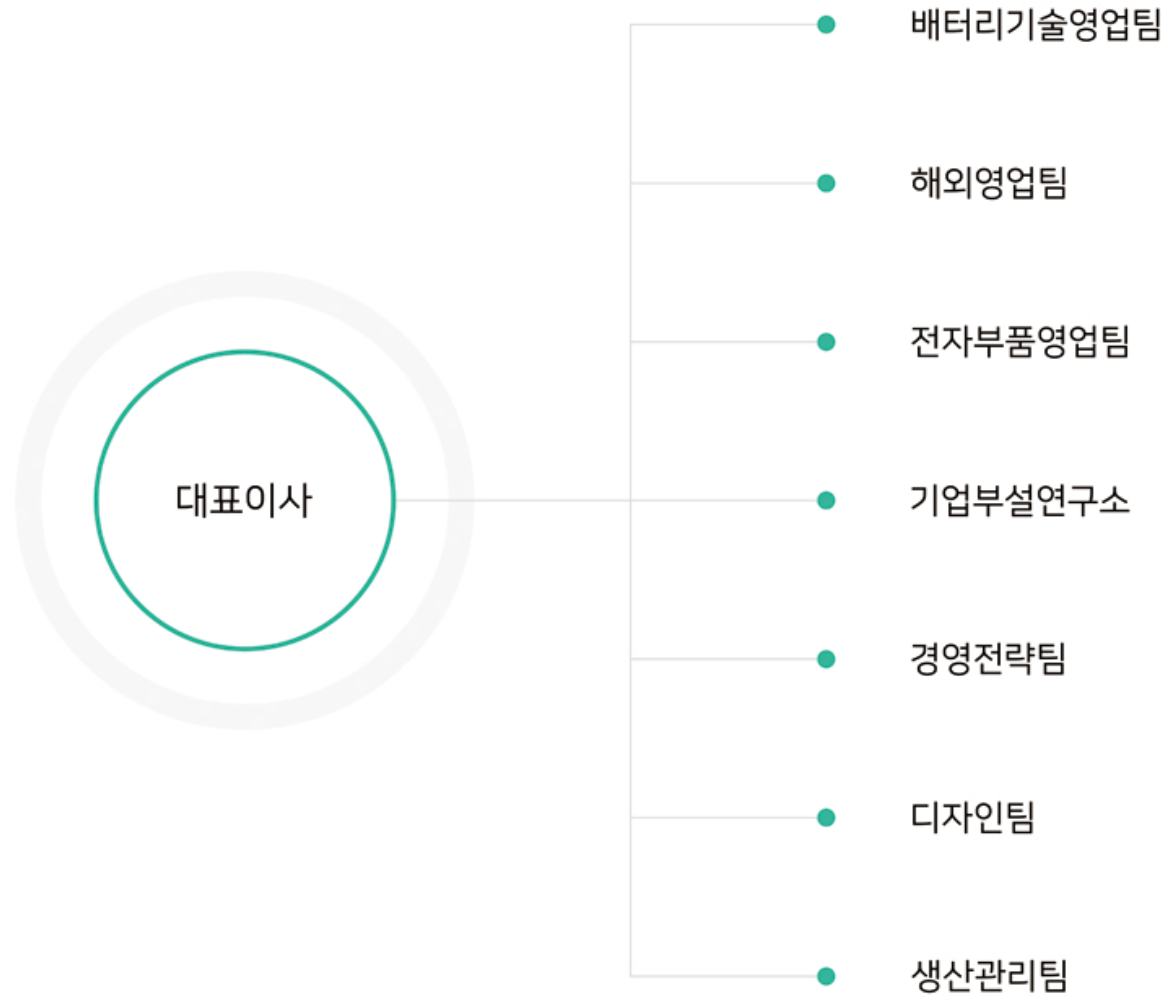 배터리기술영업팀
해외영업팀
전자부품영업팀
대표이사
기업부설연구소
경영전략팀
디자인팀
생산관리팀